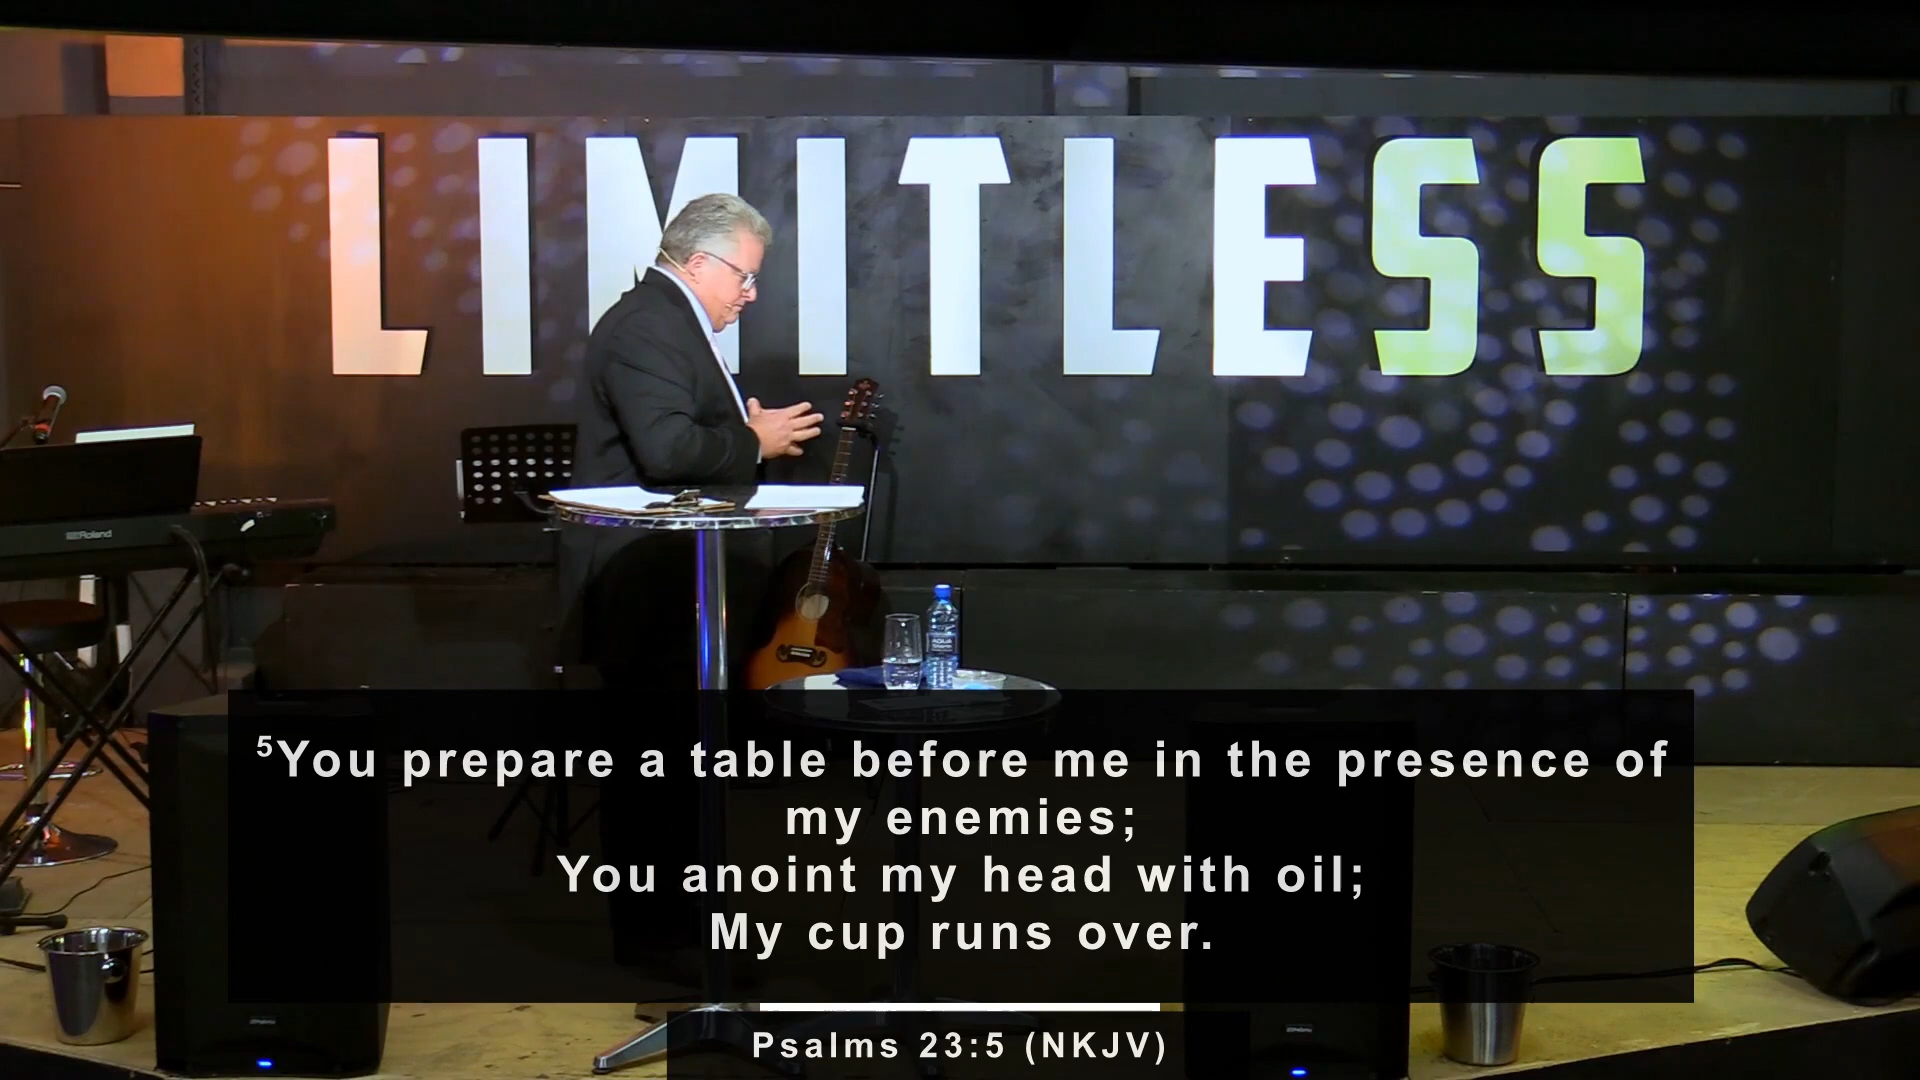 LIMITLESS
Roland
⁵You prepare a table before me in the presence of
my enemies;
You anoint my head with oil;
My cup runs over.
Psalms 23:5 (NKJV)